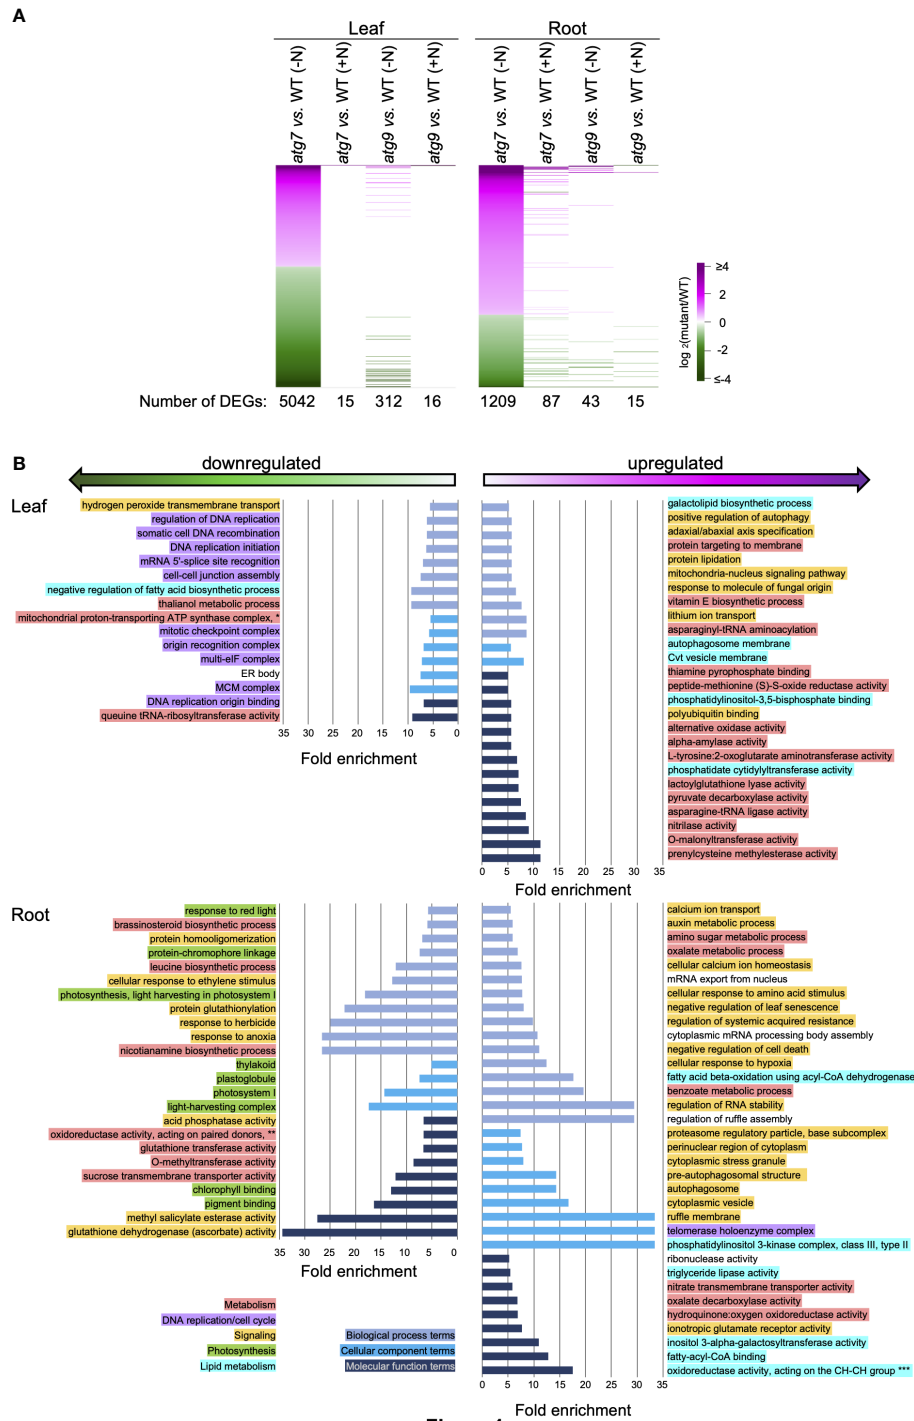 A
Leaf
Root
atg7 vs. WT (-N)
atg7 vs. WT (+N)
atg9 vs. WT (-N)
atg9 vs. WT (+N)
atg7 vs. WT (-N)
atg7 vs. WT (+N)
atg9 vs. WT (-N)
atg9 vs. WT (+N)
≥4
2
0
-2
≤-4
log 2(mutant/WT)
Number of DEGs: 5042 15 312 16 1209 87 43 15
B
downregulated
upregulated
Leaf
hydrogen peroxide transmembrane transport
regulation of DNA replication
somatic cell DNA recombination
DNA replication initiation
mRNA 5'-splice site recognition
cell-cell junction assembly
negative regulation of fatty acid biosynthetic process
thalianol metabolic process
mitochondrial proton-transporting ATP synthase complex, *
mitotic checkpoint complex
origin recognition complex
multi-eIF complex
ER body
MCM complex
DNA replication origin binding
queuine tRNA-ribosyltransferase activity
35 30 25 20 15 10 5 0
Fold enrichment
galactolipid biosynthetic process
positive regulation of autophagy
adaxial/abaxial axis specification
protein targeting to membrane
protein lipidation
mitochondria-nucleus signaling pathway
response to molecule of fungal origin
vitamin E biosynthetic process
lithium ion transport
asparaginyl-tRNA aminoacylation
autophagosome membrane
Cvt vesicle membrane
thiamine pyrophosphate binding
peptide-methionine (S)-S-oxide reductase activity
phosphatidylinositol-3,5-bisphosphate binding
polyubiquitin binding
alternative oxidase activity
alpha-amylase activity
L-tyrosine:2-oxoglutarate aminotransferase activity
phosphatidate cytidylyltransferase activity
lactoylglutathione lyase activity
pyruvate decarboxylase activity
asparagine-tRNA ligase activity
nitrilase activity
O-malonyltransferase activity
prenylcysteine methylesterase activity
0 5 10 15 20 25 30 35
Fold enrichment
Root
response to red light
brassinosteroid biosynthetic process
protein homooligomerization
protein-chromophore linkage
leucine biosynthetic process
cellular response to ethylene stimulus
photosynthesis, light harvesting in photosystem I
protein glutathionylation
response to herbicide
response to anoxia
nicotianamine biosynthetic process
thylakoid
plastoglobule
photosystem I
light-harvesting complex
acid phosphatase activity
oxidoreductase activity, acting on paired donors, **
glutathione transferase activity
O-methyltransferase activity
sucrose transmembrane transporter activity
chlorophyll binding
pigment binding
methyl salicylate esterase activity
glutathione dehydrogenase (ascorbate) activity
35 30 25 20 15 10 5 0
Fold enrichment
calcium ion transport
auxin metabolic process
amino sugar metabolic process
oxalate metabolic process
cellular calcium ion homeostasis
mRNA export from nucleus
cellular response to amino acid stimulus
negative regulation of leaf senescence
regulation of systemic acquired resistance
cytoplasmic mRNA processing body assembly
negative regulation of cell death
cellular response to hypoxia
fatty acid beta-oxidation using acyl-CoA dehydrogenase
benzoate metabolic process
regulation of RNA stability
regulation of ruffle assembly
proteasome regulatory particle, base subcomplex
perinuclear region of cytoplasm
cytoplasmic stress granule
pre-autophagosomal structure
autophagosome
cytoplasmic vesicle
ruffle membrane
telomerase holoenzyme complex
phosphatidylinositol 3-kinase complex, class III, type II
ribonuclease activity
triglyceride lipase activity
nitrate transmembrane transporter activity
oxalate decarboxylase activity
hydroquinone:oxygen oxidoreductase activity
ionotropic glutamate receptor activity
inositol 3-alpha-galactosyltransferase activity
fatty-acyl-CoA binding
oxidoreductase activity, acting on the CH-CH group ***
0 5 10 15 20 25 30 35
Fold enrichment
Metabolism
DNA replication/cell cycle
Signaling
Photosynthesis
Lipid metabolism
Biological process terms
Cellular component terms
Molecular function terms